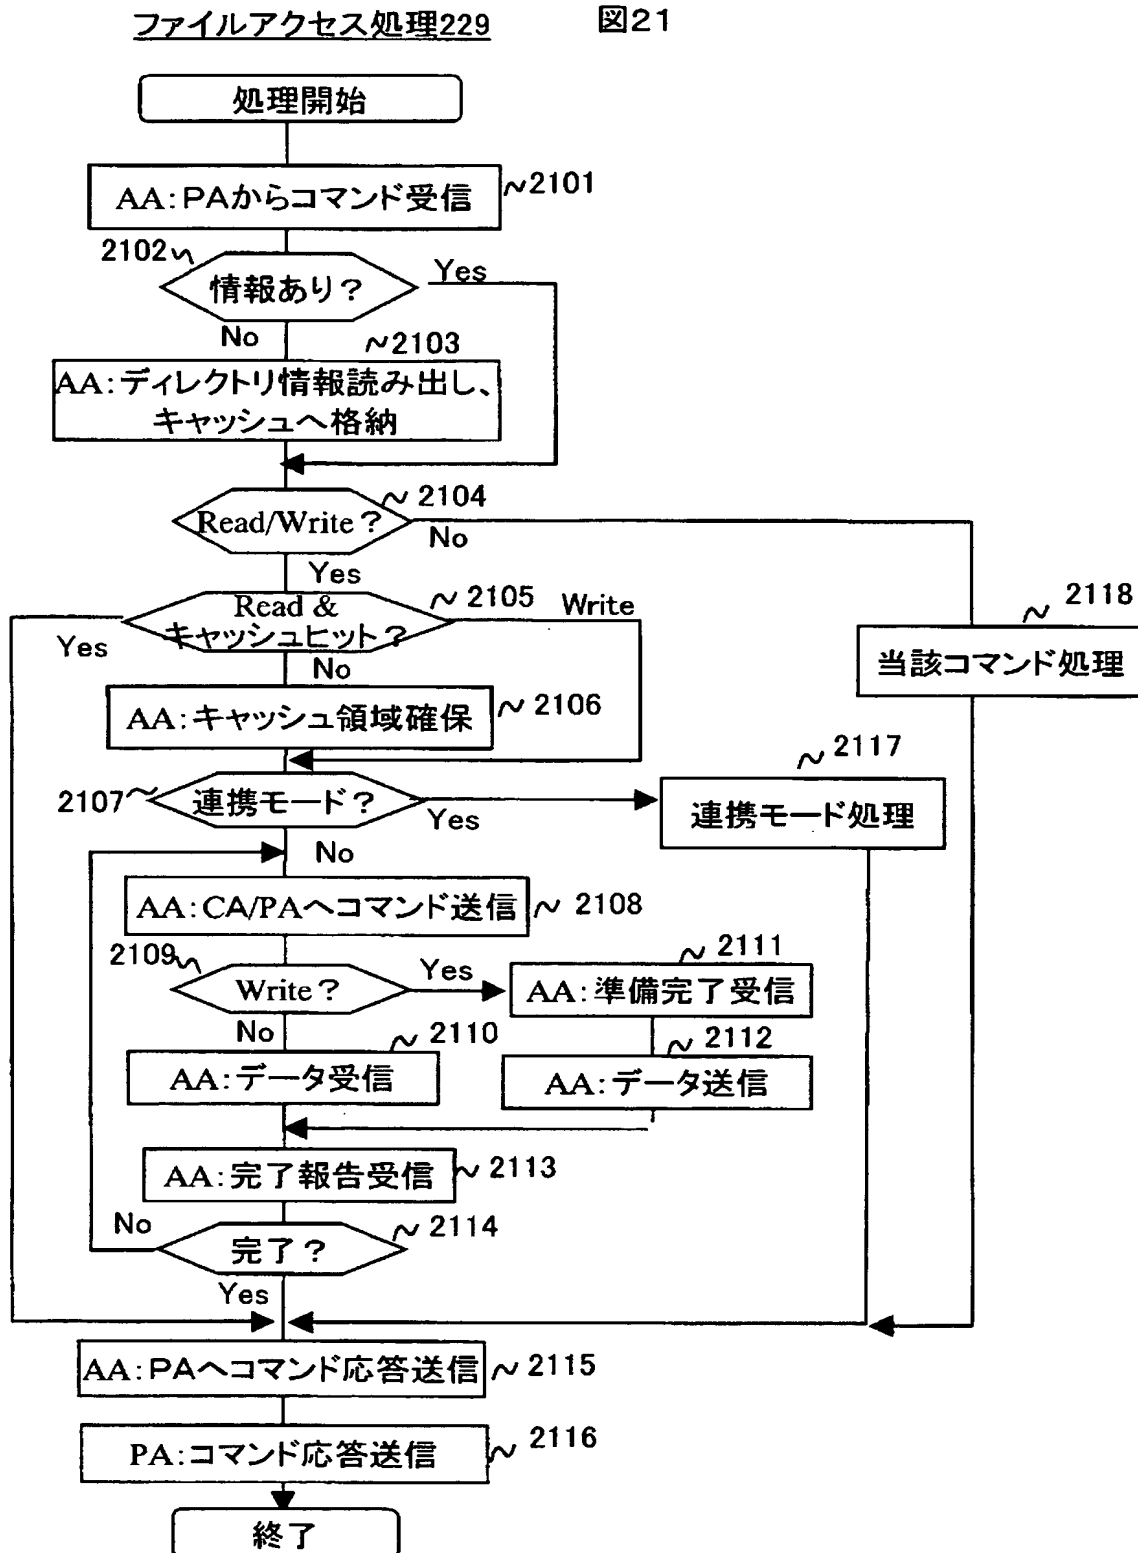 ファイルアクセス処理229
図21
処理開始
AA:PAからコマンド受信
2101
2102
情報あり?
Yes
No
2103
AA:ディレクトリ情報読み出し、
キャッシュへ格納
Read/Write?
2104
No
Yes
Read &
キャッシュヒット?
2105
Write
Yes
No
2118
当該コマンド処理
AA:キャッシュ領域確保
2106
2107
連携モード?
Yes
2117
連携モード処理
No
AA:CA/PAへコマンド送信
2108
2109
Write?
Yes
2111
AA:準備完了受信
No
2110
AA:データ受信
2112
AA:データ送信
AA:完了報告受信
2113
No
完了?
2114
Yes
AA:PAへコマンド応答送信
2115
PA:コマンド応答送信
2116
終了